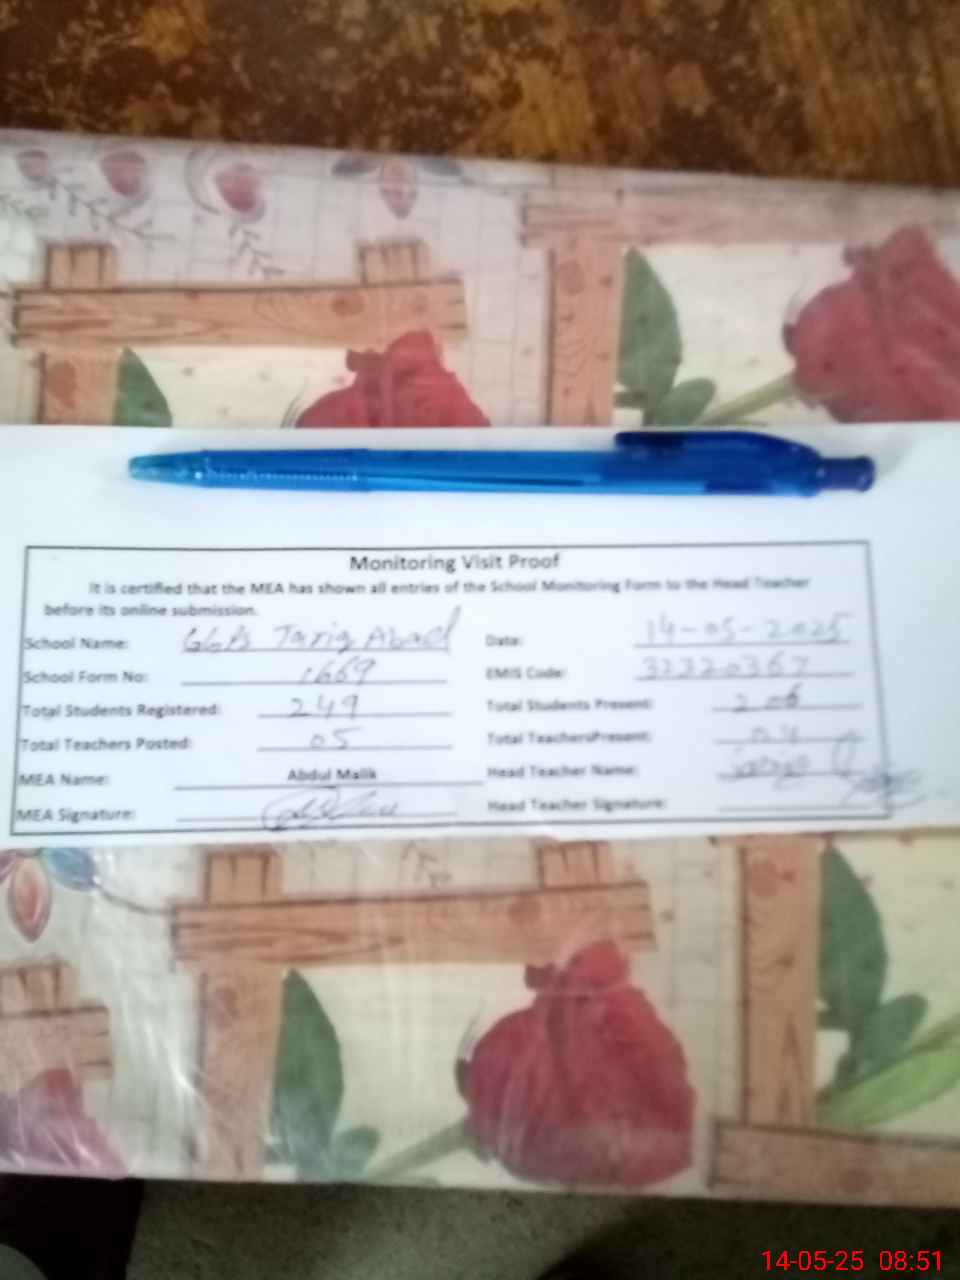 Monitoring Visit Proof
It is certified that the MEA has shown all entries of the School Monitoring Form to the Head Teacher
before its online submission.
School Name: GGPS Tariq Abad Date: 14-05-2025
School Form No: 1669 EMIS Code: 32320367
Total Students Registered: 249 Total Students Present: 206
Total Teachers Posted: 05 Total TeachersPresent: 04
MEA Name: Abdul Malik Head Teacher Name:
MEA Signature: Head Teacher Signature:
14-05-25 08:51